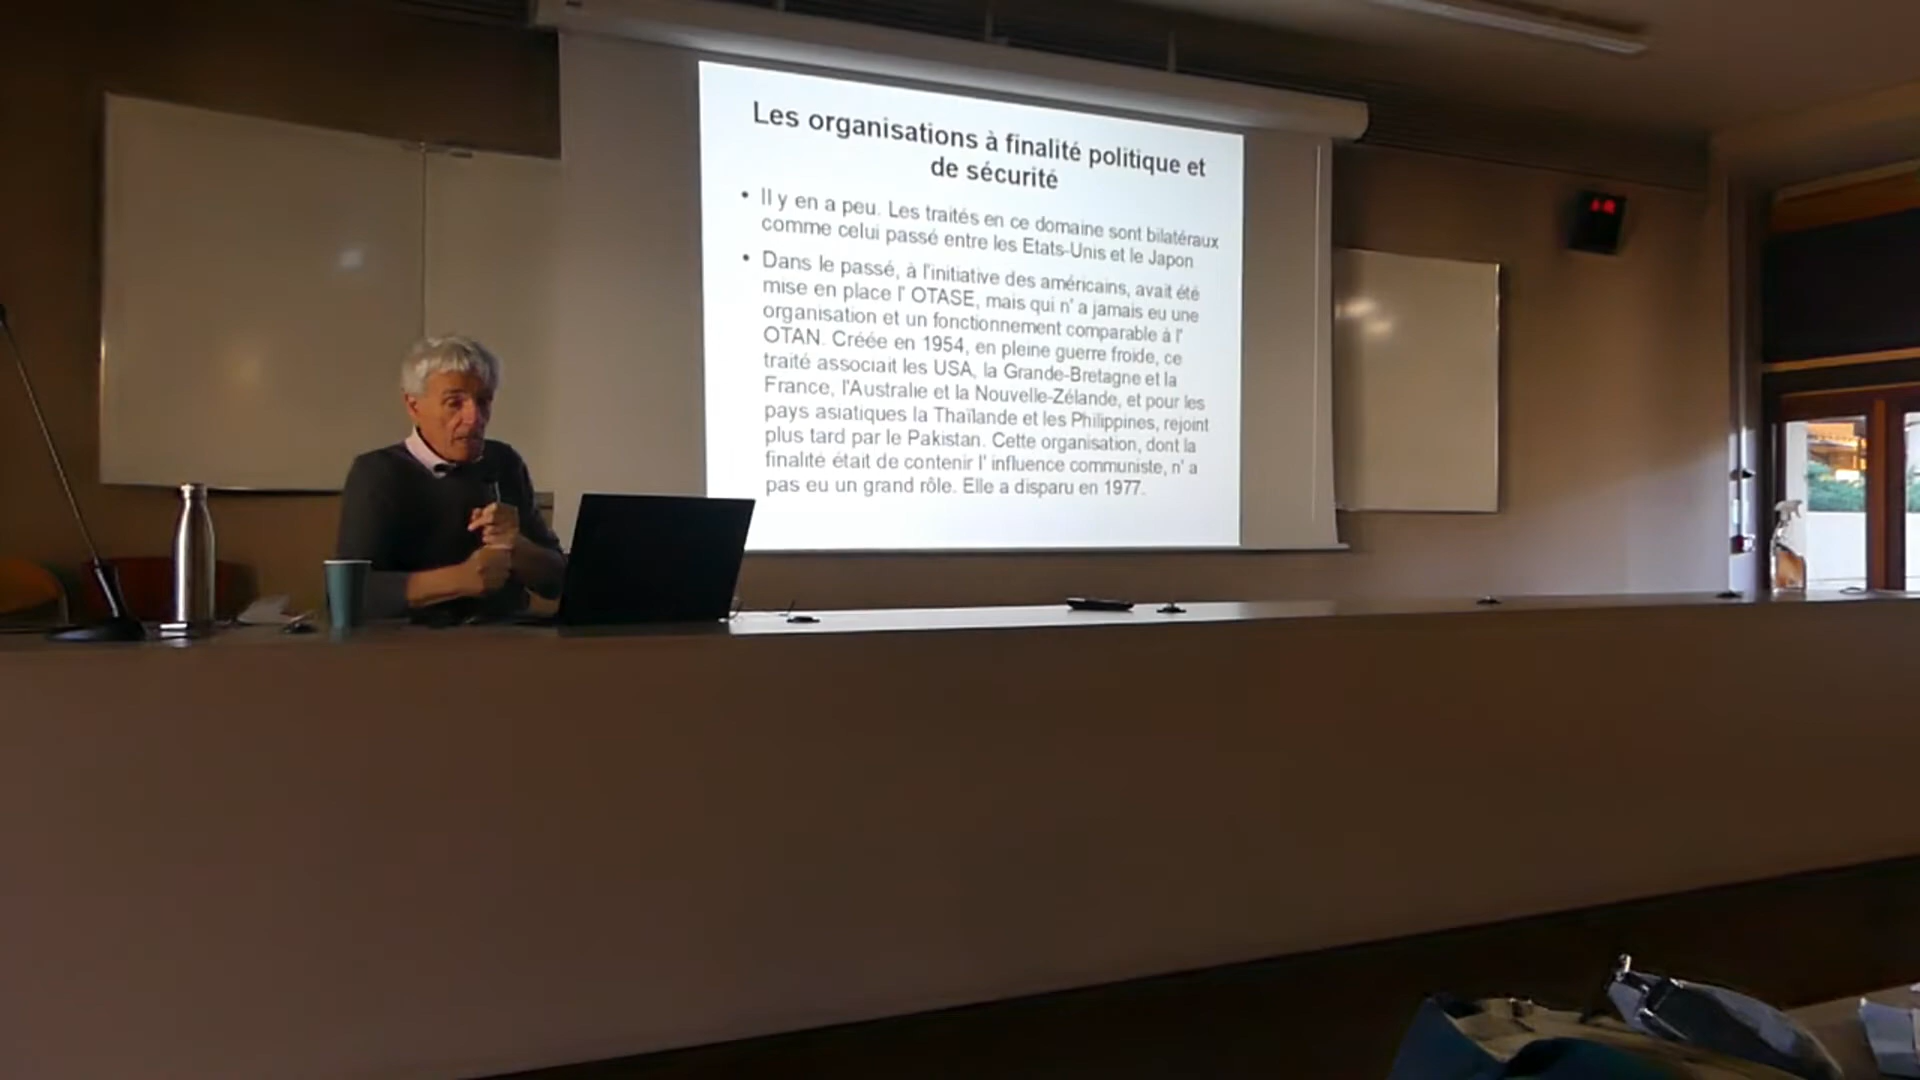 Les organisations à finalité politique et
de sécurité
• Il y en a peu. Les traités en ce domaine sont bilatéraux
comme celui passé entre les Etats-Unis et le Japon
• Dans le passé, à l'initiative des américains, avait été
mise en place l' OTASE, mais qui n' a jamais eu une
organisation et un fonctionnement comparable à l'
OTAN. Créée en 1954, en pleine guerre froide, ce
traité associait les USA, la Grande-Bretagne et la
France, l'Australie et la Nouvelle-Zélande, et pour les
pays asiatiques la Thaïlande et les Philippines, rejoint
plus tard par le Pakistan. Cette organisation, dont la
finalité était de contenir l' influence communiste, n' a
pas eu un grand rôle. Elle a disparu en 1977.